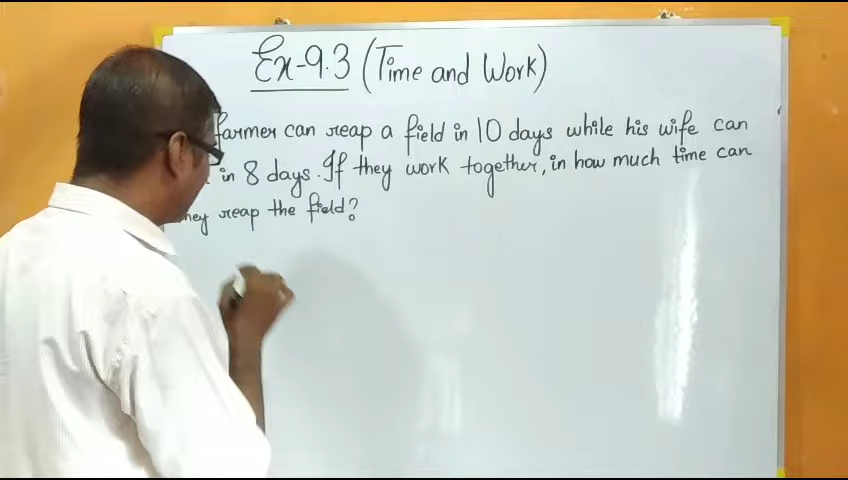 Ex-9.3 (Time and Work)
farmer can reap a field in 10 days while his wife can
in 8 days. If they work together, in how much time can
they reap the field?